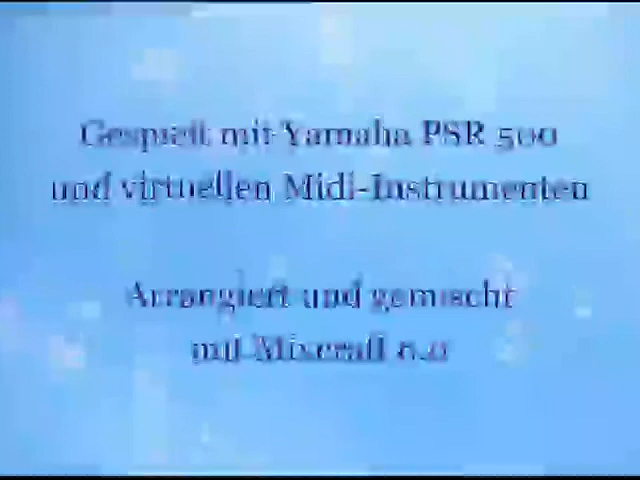 Gespielt mit Yamaha PSR 500
und virtuellen Midi-Instrumenten
Arrangiert und gemischt
mit Mixcraft 6.0